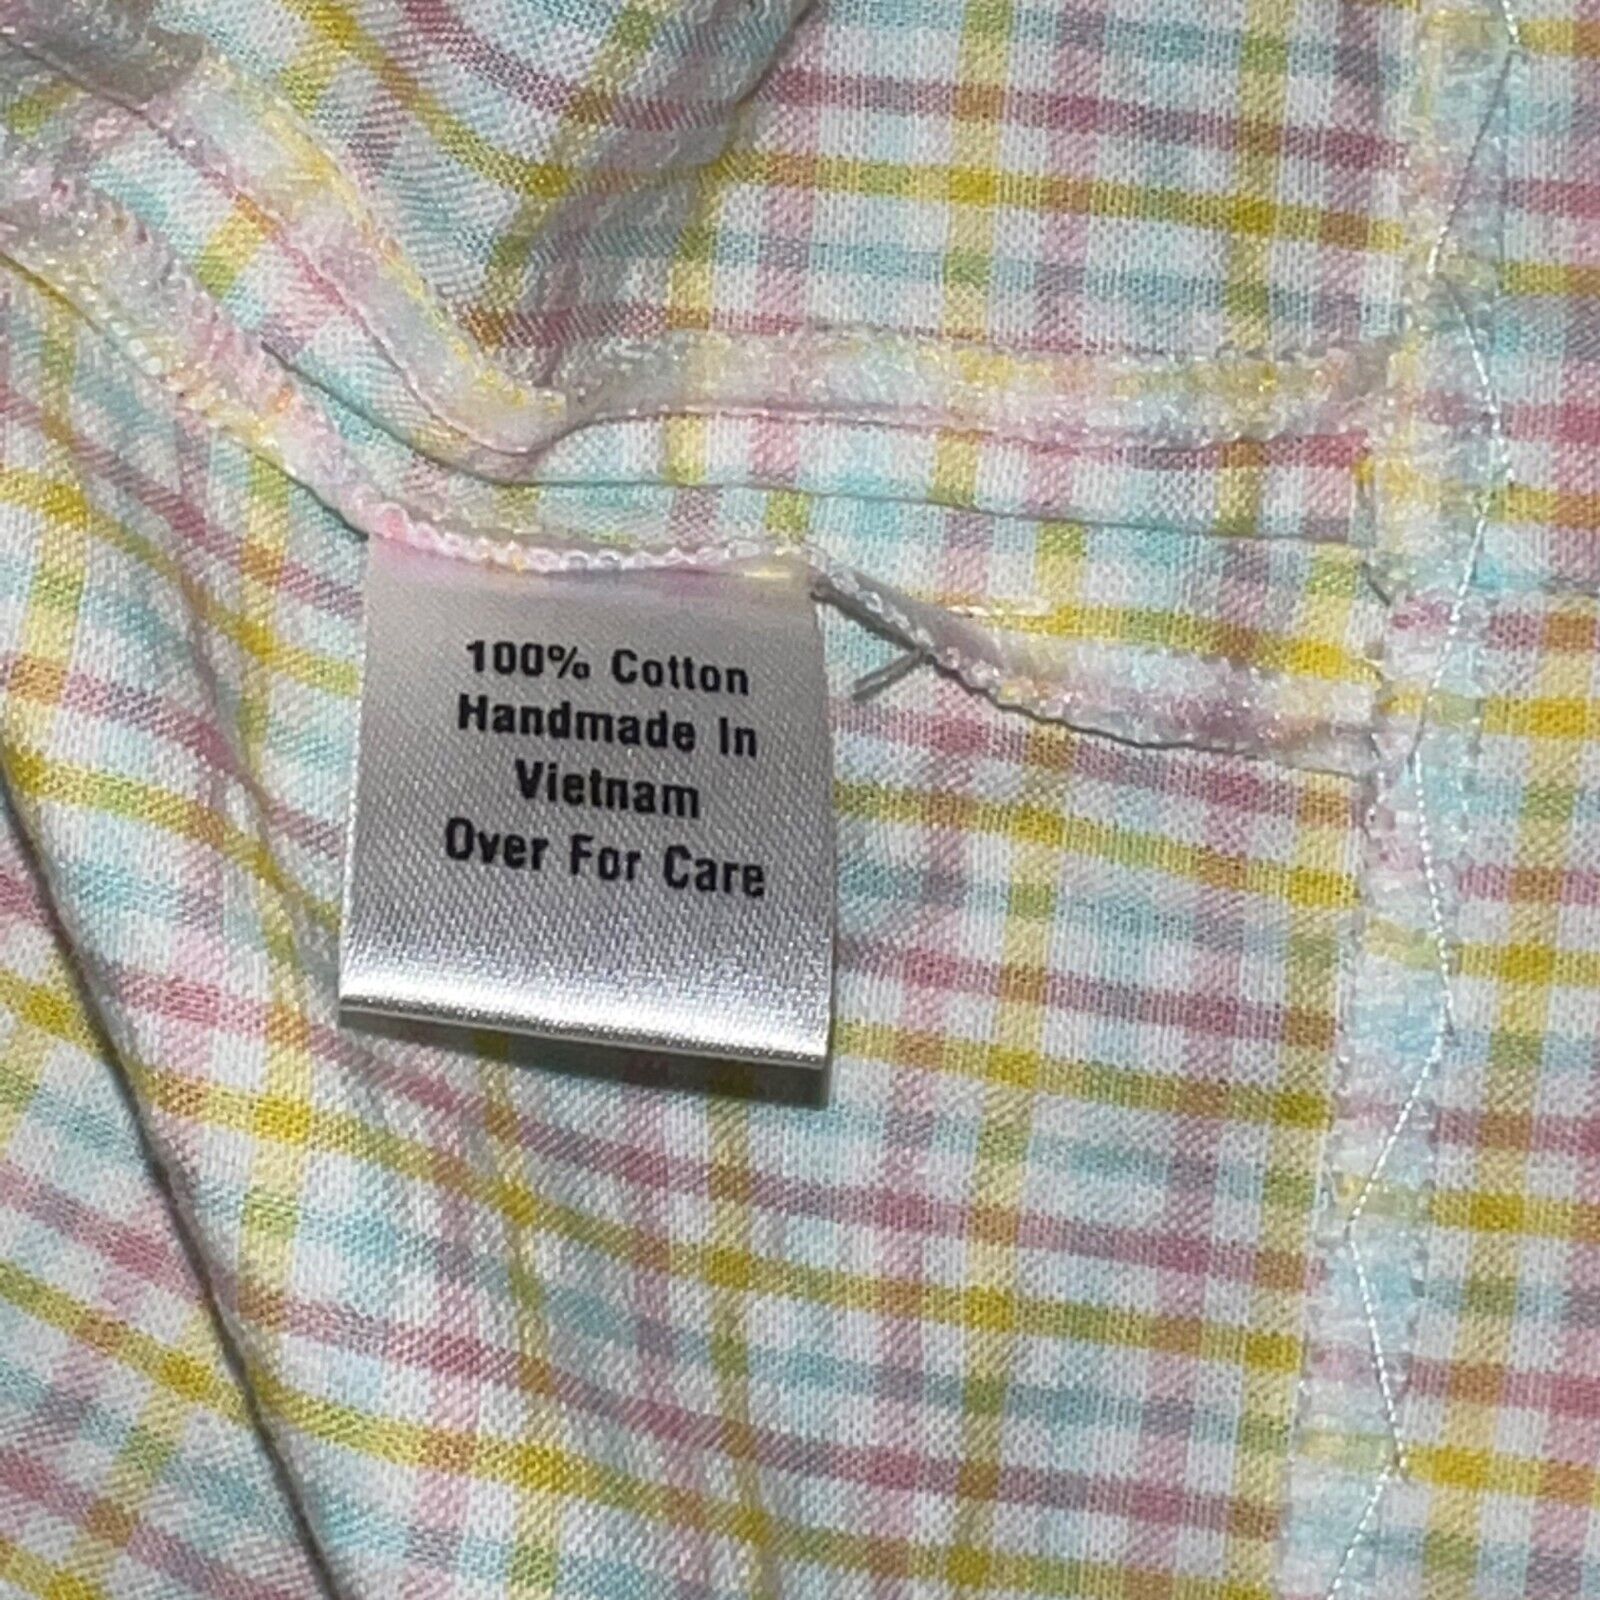 100% Cotton
Handmade In
Vietnam
Over For Care